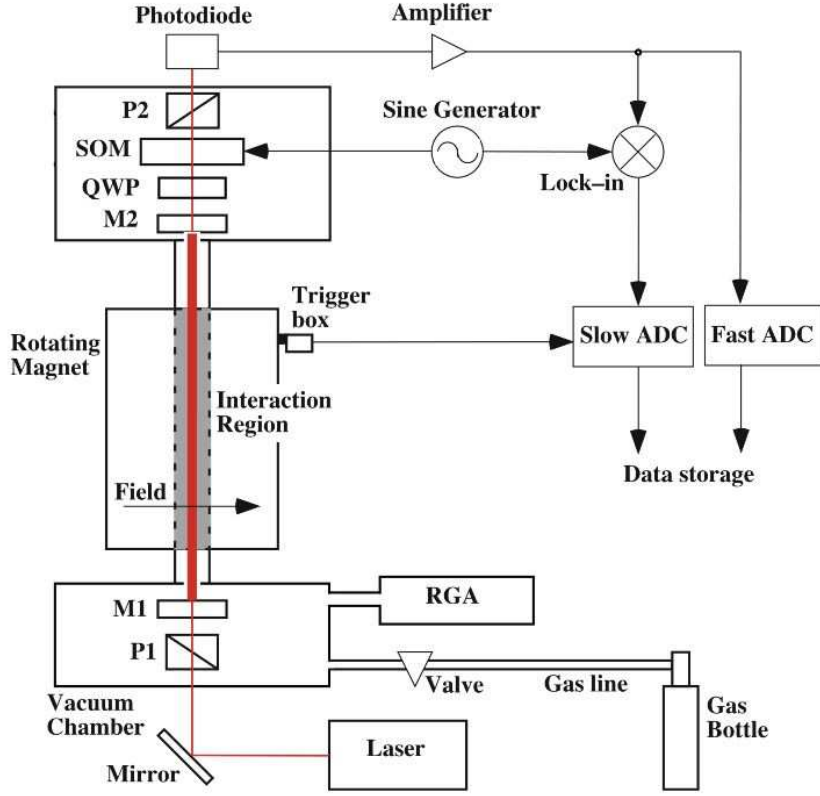 Photodiode
Amplifier
P2
Sine Generator
SOM
QWP
Lock–in
M2
Trigger
box
Rotating
Magnet
Slow ADC
Fast ADC
Interaction
Region
Field
Data storage
M1
RGA
P1
Valve
Gas line
Vacuum
Chamber
Gas
Bottle
Laser
Mirror